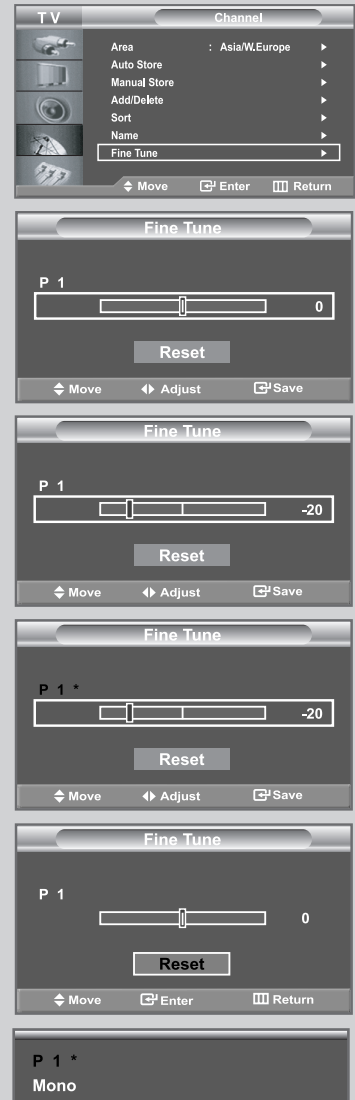 TV Channel
Area : Asia/W.Europe ►
Auto Store ►
Manual Store ►
Add/Delete ►
Sort ►
Name ►
Fine Tune ►
Move Enter Return
Fine Tune
P 1
0
Reset
Move Adjust Save
Fine Tune
P 1
-20
Reset
Move Adjust Save
Fine Tune
P 1 *
-20
Reset
Move Adjust Save
Fine Tune
P 1
0
Reset
Move Enter Return
P 1 *
Mono